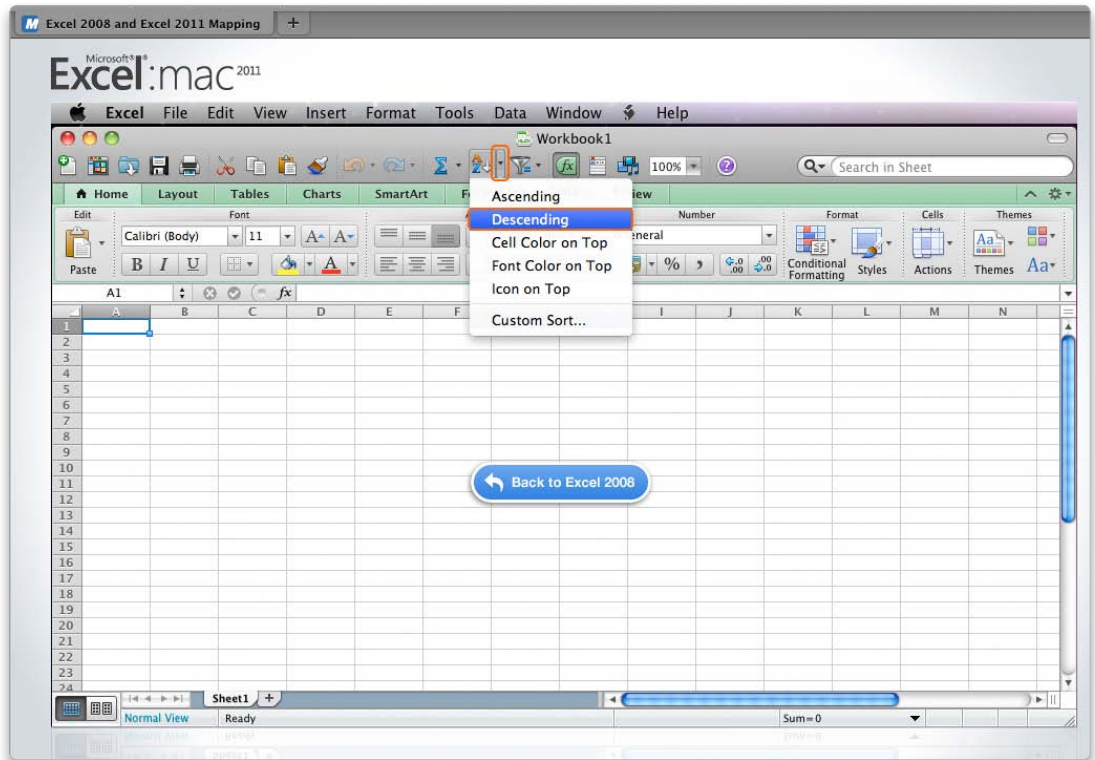 Excel 2008 and Excel 2011 Mapping +
Microsoft®
Excel:mac 2011
Excel File Edit View Insert Format Tools Data Window Help
Workbook1
Σ fx 100% ? Search in Sheet
Home Layout Tables Charts SmartArt
Edit Font Number Format Cells Themes
Calibri (Body) 11 A A
Paste B I U A % Conditional Formatting Styles Actions Themes Aa
Ascending
Descending
Cell Color on Top
Font Color on Top
Icon on Top
Custom Sort...
A1 fx
A B C D E F I J K L M N
1
2
3
4
5
6
7
8
9
10
11
12
13
14
15
16
17
18
19
20
21
22
23
24
Back to Excel 2008
Sheet1 +
Normal View Ready Sum=0